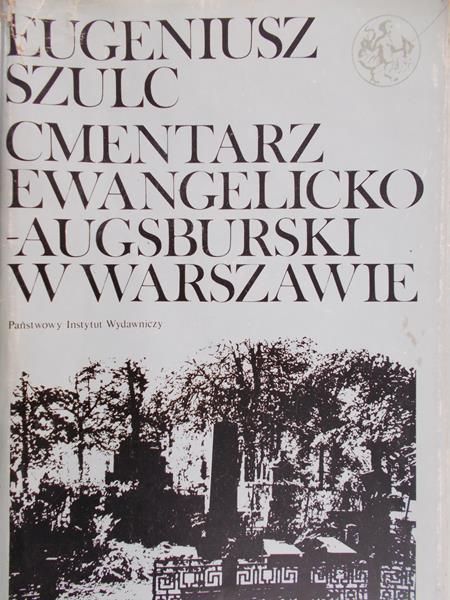 EUGENIUSZ
SZULC
CMENTARZ
EWANGELICKO
-AUGSBURSKI
W WARSZAWIE
Państwowy Instytut Wydawniczy